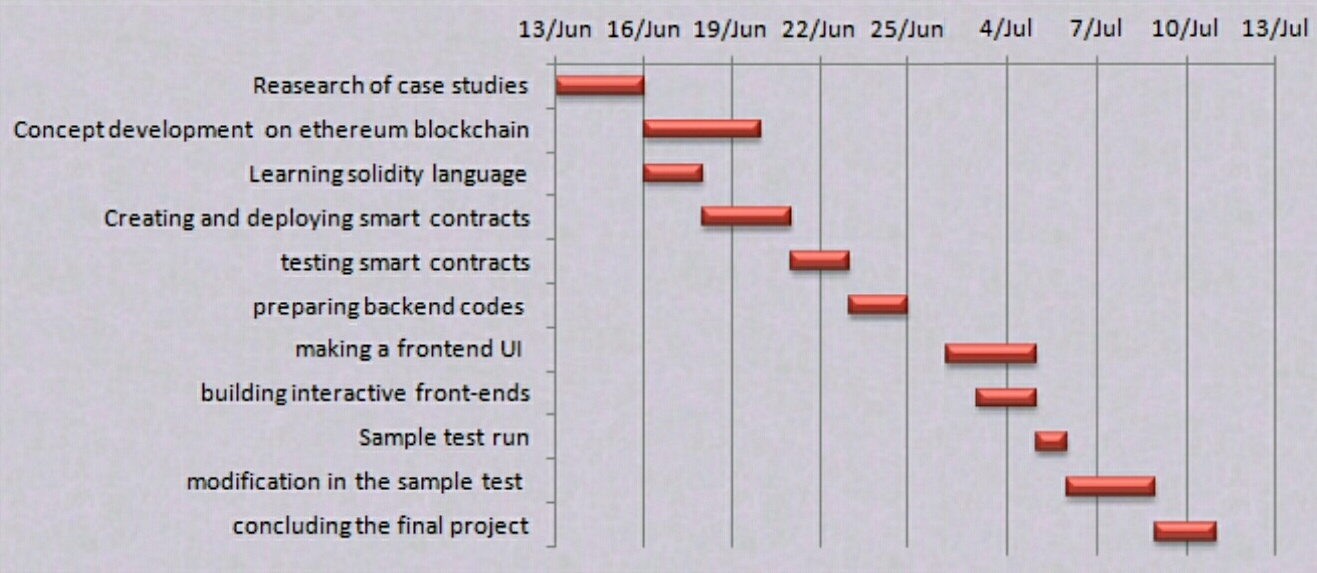 13/Jun 16/Jun 19/Jun 22/Jun 25/Jun 4/Jul 7/Jul 10/Jul 13/Jul
Reasearch of case studies
Concept development on ethereum blockchain
Learning solidity language
Creating and deploying smart contracts
testing smart contracts
preparing backend codes
making a frontend UI
building interactive front-ends
Sample test run
modification in the sample test
concluding the final project